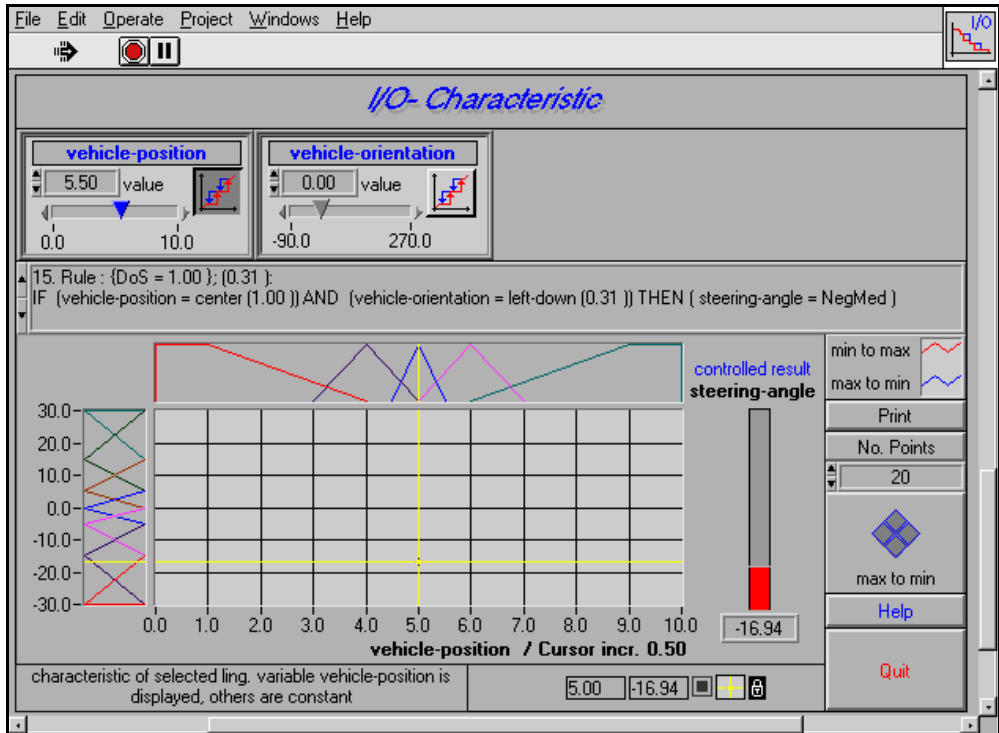 File Edit Operate Project Windows Help
I/O
I/O- Characteristic
vehicle-position
5.50 value
0.0 10.0
vehicle-orientation
0.00 value
-90.0 270.0
15. Rule : {DoS = 1.00 }; (0.31 ):
IF (vehicle-position = center (1.00 )) AND (vehicle-orientation = left-down (0.31 )) THEN ( steering-angle = NegMed )
30.0
20.0
10.0
0.0
-10.0
-20.0
-30.0
0.0 1.0 2.0 3.0 4.0 5.0 6.0 7.0 8.0 9.0 10.0
vehicle-position / Cursor incr. 0.50
controlled result
steering-angle
-16.94
min to max
max to min
Print
No. Points
20
max to min
Help
Quit
characteristic of selected ling. variable vehicle-position is
displayed, others are constant
5.00 -16.94